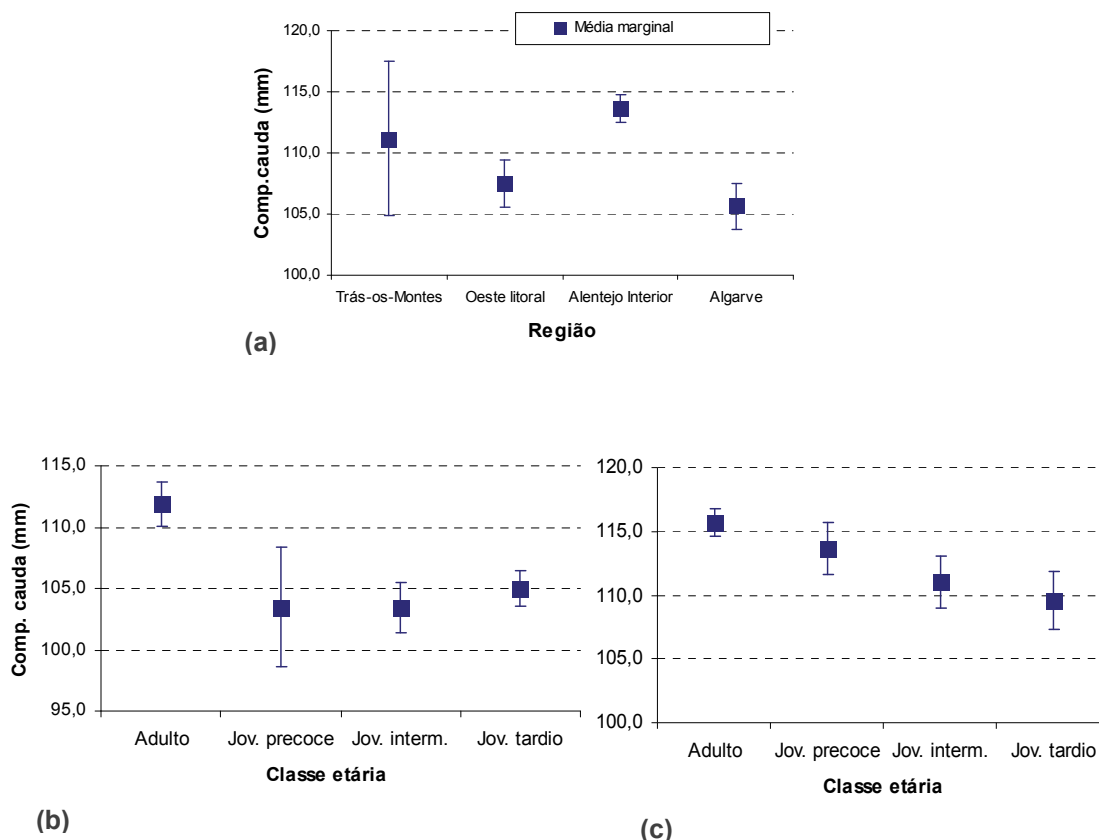 Média marginal
120,0
115,0
110,0
105,0
100,0
Comp.cauda (mm)
Trás-os-Montes Oeste litoral Alentejo Interior Algarve
Região
(a)
115,0
110,0
105,0
100,0
95,0
Comp. cauda (mm)
Adulto Jov. precoce Jov. interm. Jov. tardio
Classe etária
(b)
120,0
115,0
110,0
105,0
100,0
Adulto Jov. precoce Jov. interm. Jov. tardio
Classe etária
(c)